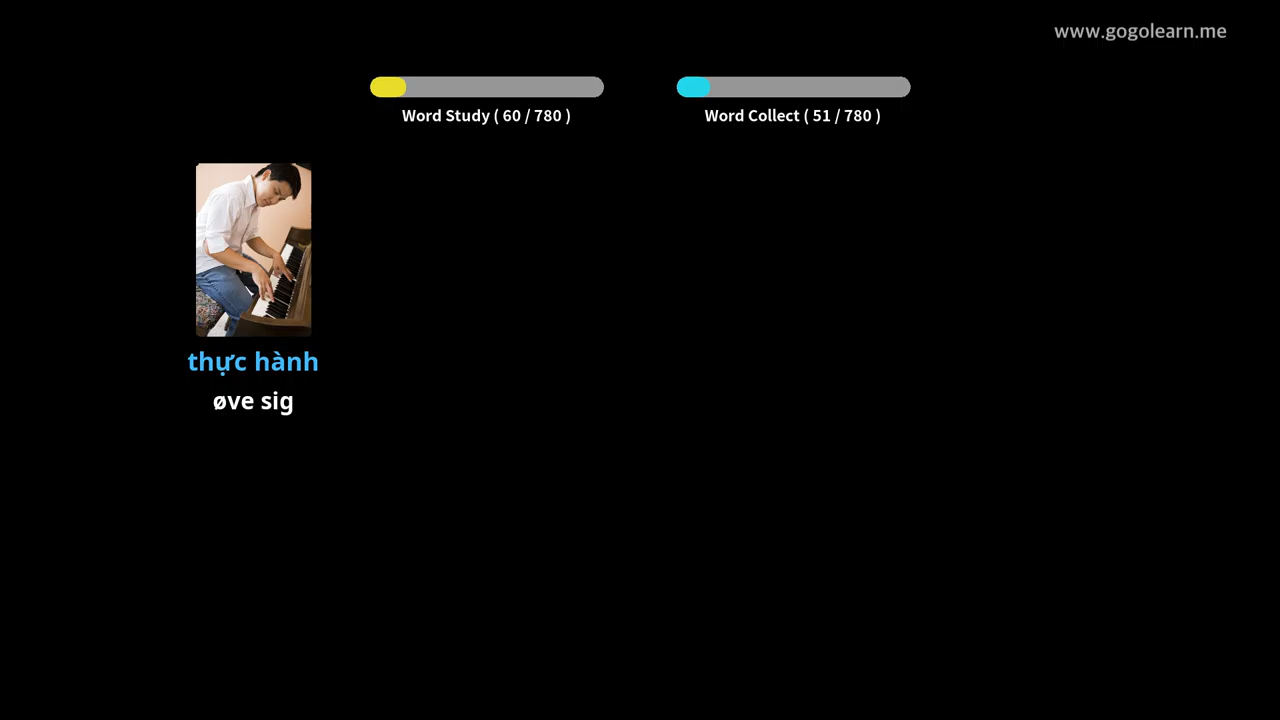 www.gogolearn.me
Word Study ( 60 / 780 )
Word Collect ( 51 / 780 )
thực hành
øve sig